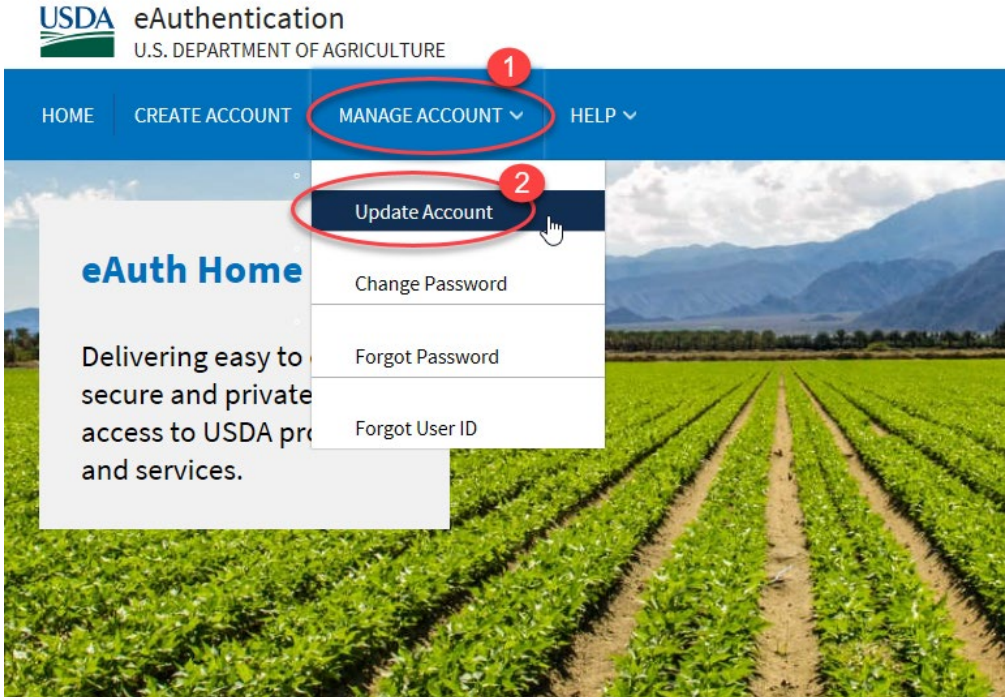 USDA
eAuthentication
U.S. DEPARTMENT OF AGRICULTURE
1
HOME
CREATE ACCOUNT
MANAGE ACCOUNT
HELP
2
Update Account
Change Password
Forgot Password
Forgot User ID
eAuth Home
Delivering easy to
secure and private
access to USDA
and services.